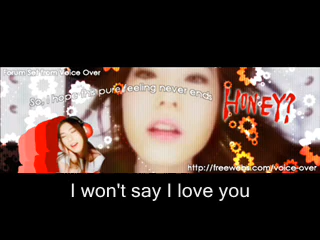 Forum Set from Voice Over
So, I hope this pure feeling never ends
HONEY?
http://freewebs.com/voice-over
I won't say I love you